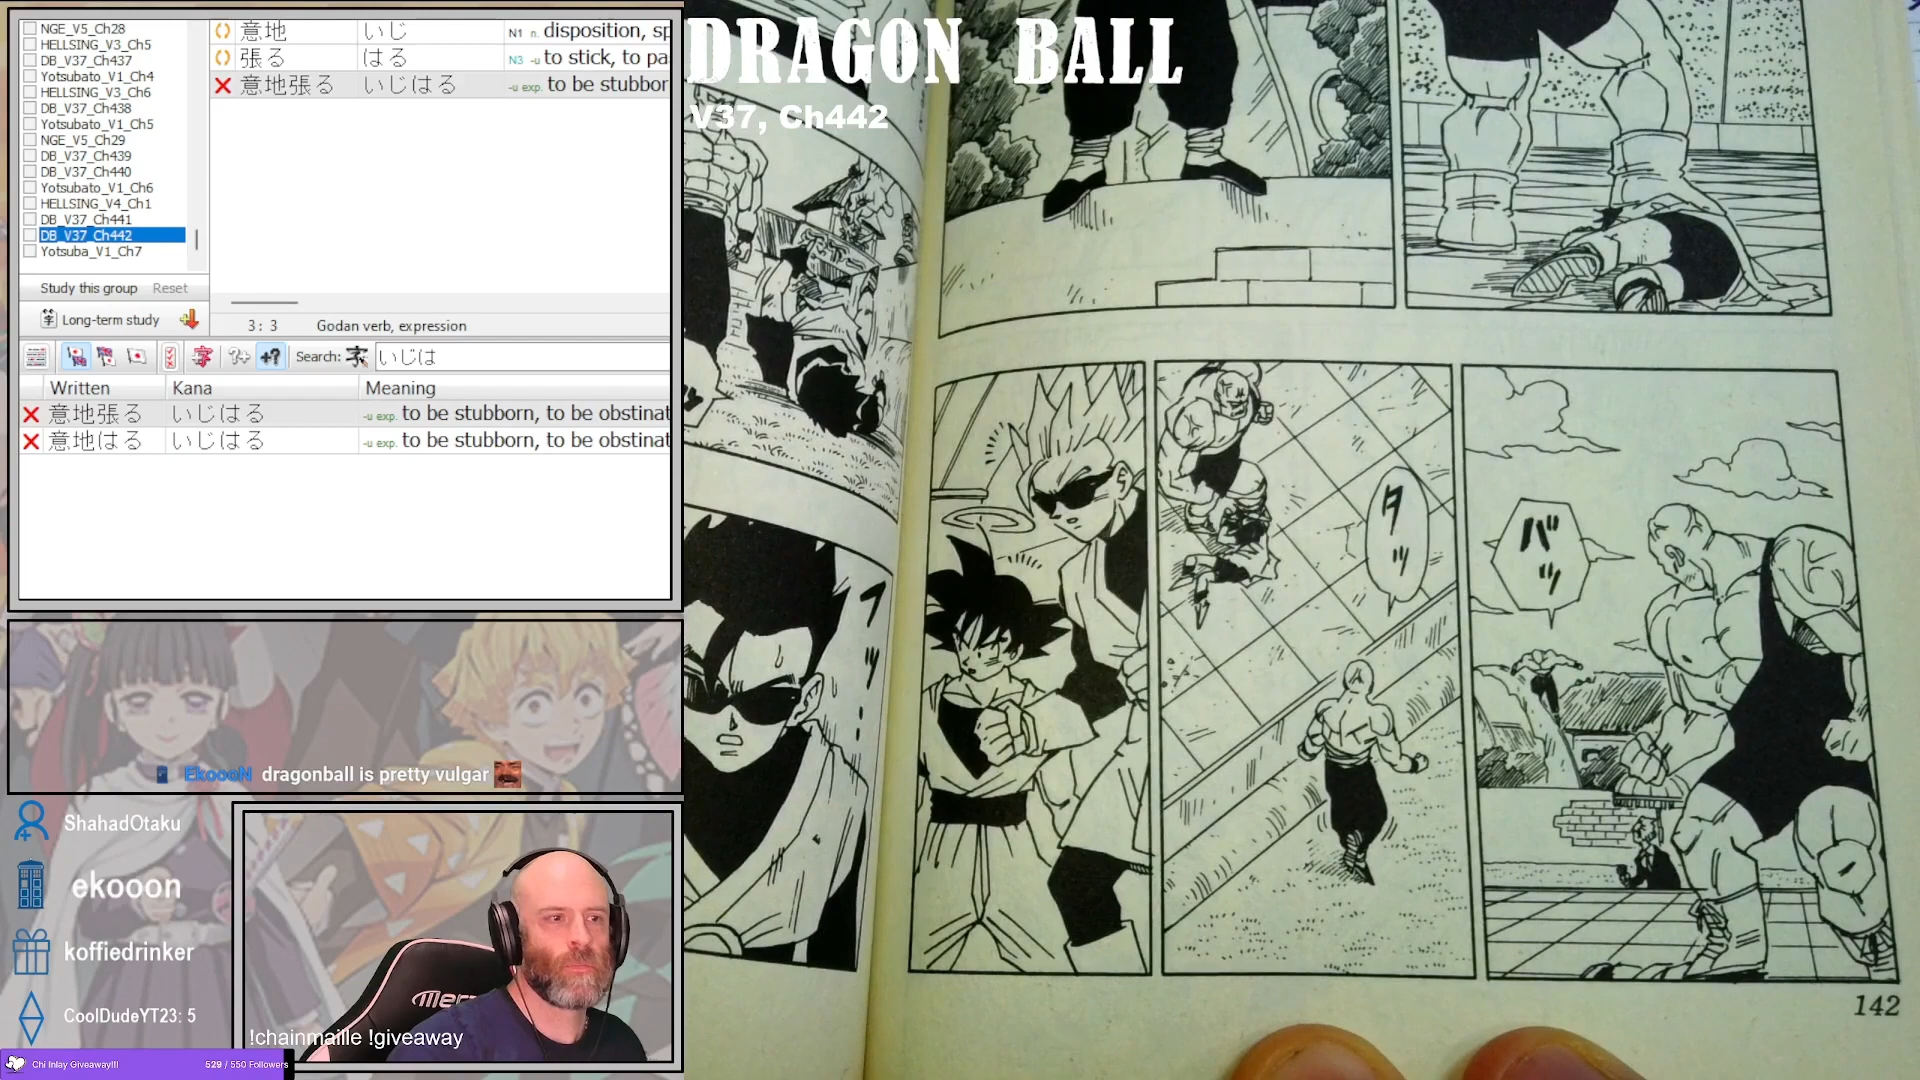 NGE_V5_Ch28
HELLSING_V3_Ch5
DB_V37_Ch437
Yotsubato_V1_Ch4
HELLSING_V3_Ch6
DB_V37_Ch438
Yotsubato_V1_Ch5
NGE_V5_Ch29
DB_V37_Ch439
DB_V37_Ch440
Yotsubato_V1_Ch6
HELLSING_V4_Ch1
DB_V37_Ch441
DB_V37_Ch442
Yotsuba_V1_Ch7
Study this group Reset
Long-term study
意地 いじ N1 n. disposition, sp
張る はる N3 -u to stick, to pa
意地張る いじはる -u exp. to be stubbor
3: 3 Godan verb, expression
Search: いじは
Written Kana Meaning
意地張る いじはる -u exp. to be stubborn, to be obstinat
意地はる いじはる -u exp. to be stubborn, to be obstinat
EkoooN dragonball is pretty vulgar
ShahadOtaku
ekooon
koffiedrinker
CoolDudeYT23: 5
Chi Inlay Giveaway!!! 529 / 550 Followers
!chainmaille !giveaway
DRAGON BALL
V37, Ch442
バッ
タッ
142